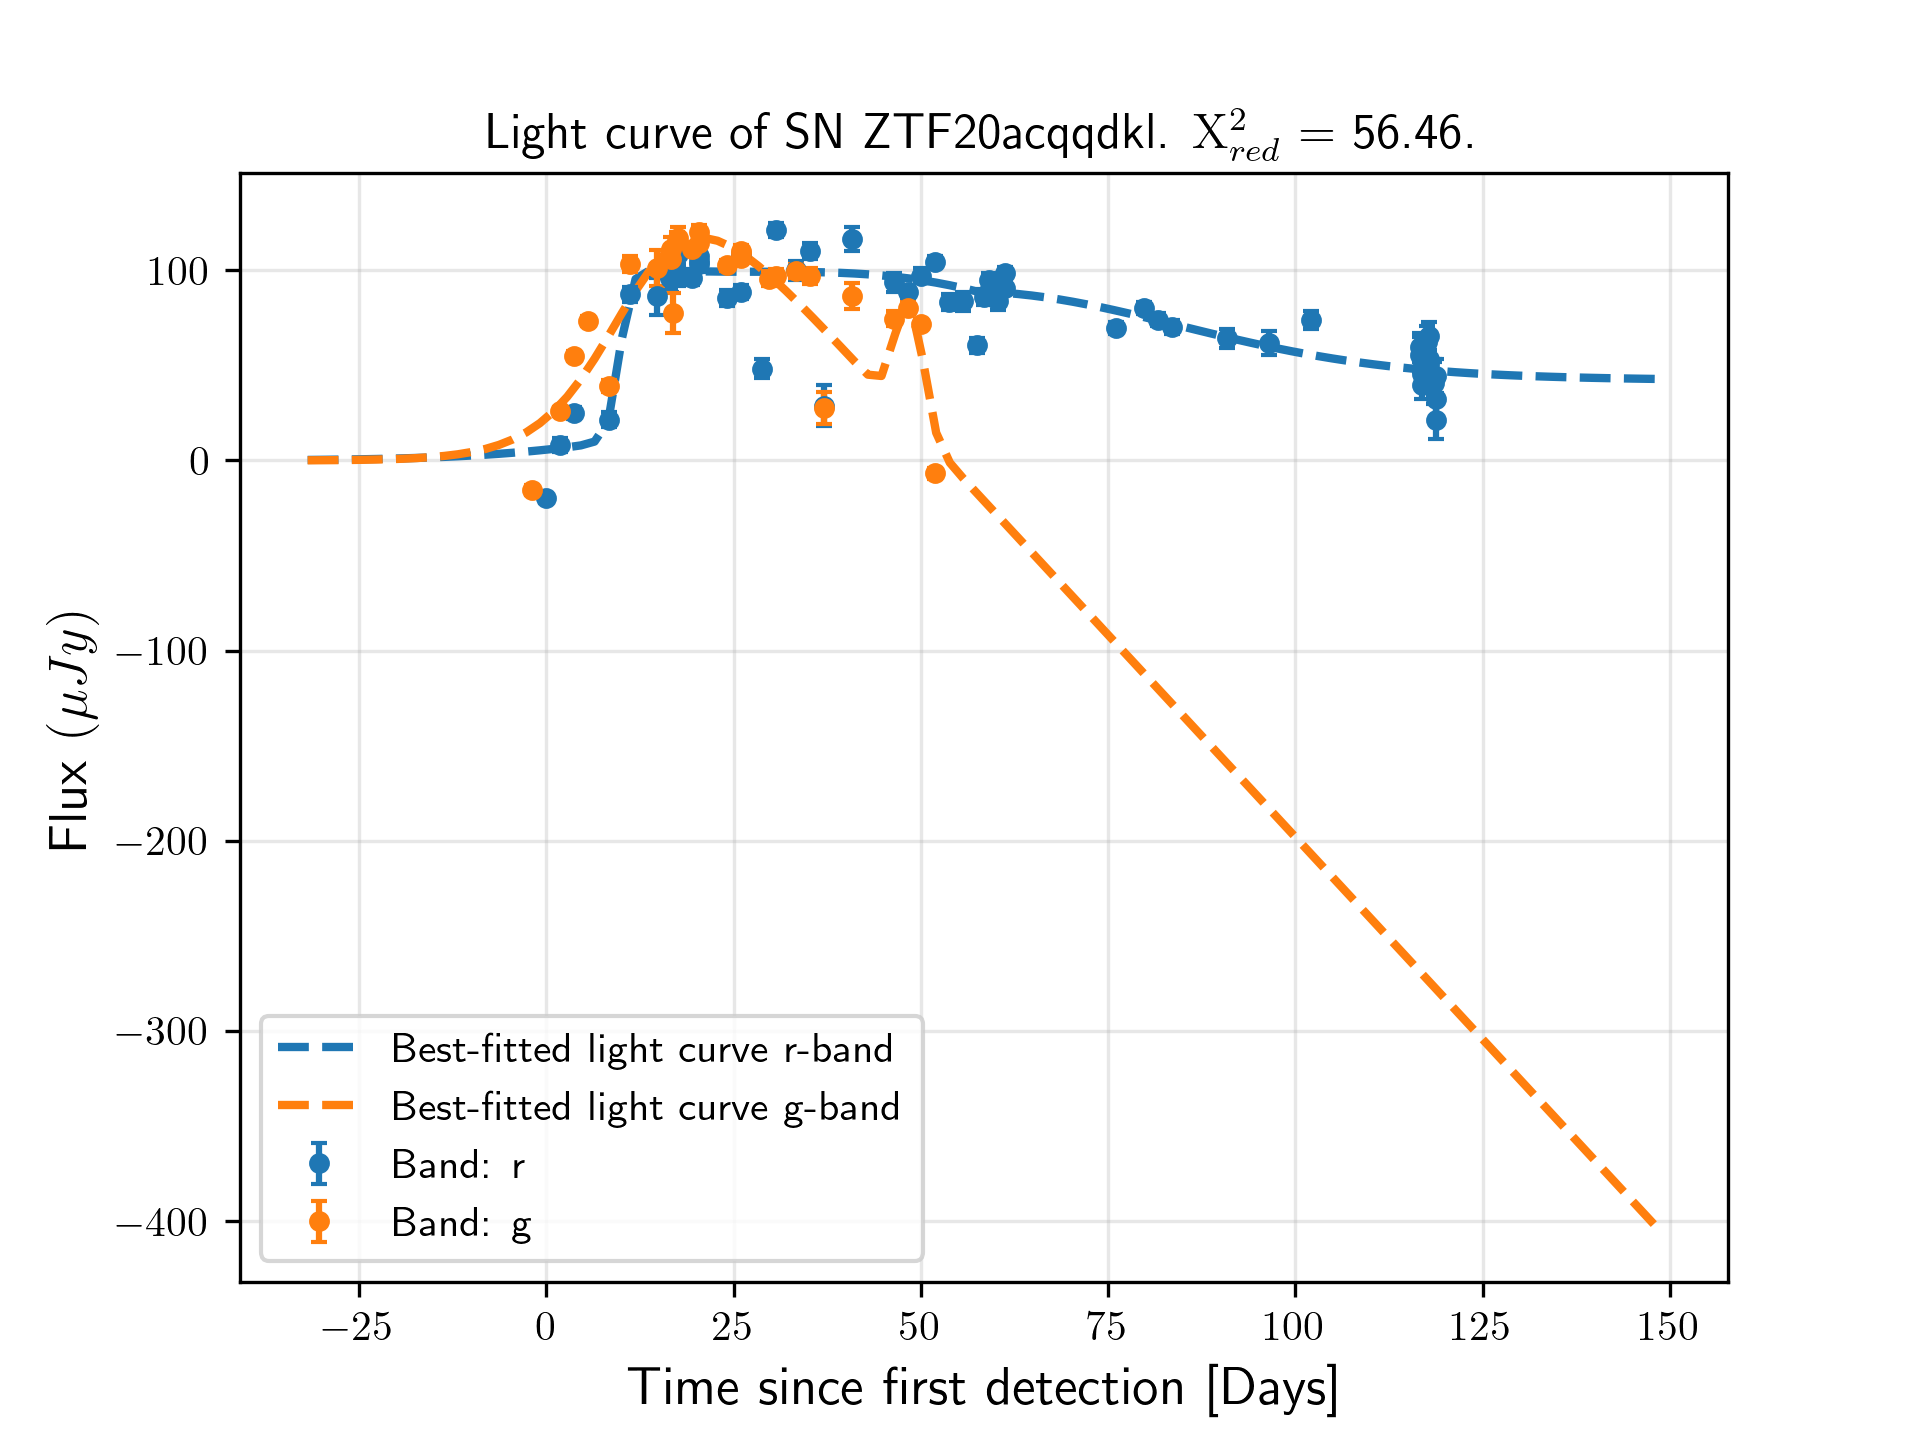 Light curve of SN ZTF20acqqdkl. X²_red = 56.46.
Flux (μJy)
100
0
−100
−200
−300
−400
Best-fitted light curve r-band
Best-fitted light curve g-band
Band: r
Band: g
−25 0 25 50 75 100 125 150
Time since first detection [Days]